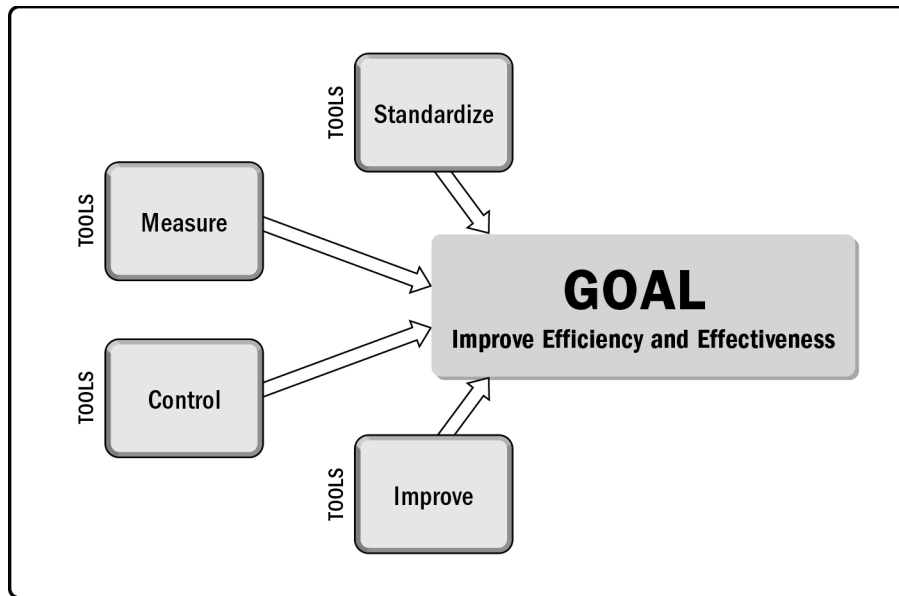 TOOLS
Standardize
TOOLS
Measure
GOAL
Improve Efficiency and Effectiveness
TOOLS
Control
TOOLS
Improve